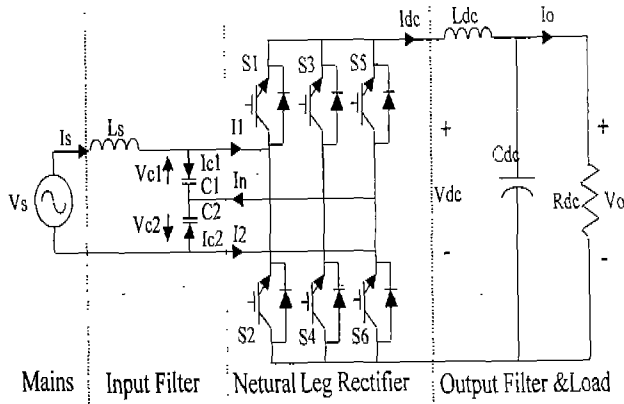 Idc
Ldc
Io
S1
S3
S5
Is
Ls
I1
Vc1
Ic1
C1
In
Vs
C2
Vc2
Ic2
I2
+
Vdc
-
Cdc
Rdc
+
Vo
-
S2
S4
S6
Mains
Input Filter
Netural Leg Rectifier
Output Filter &Load